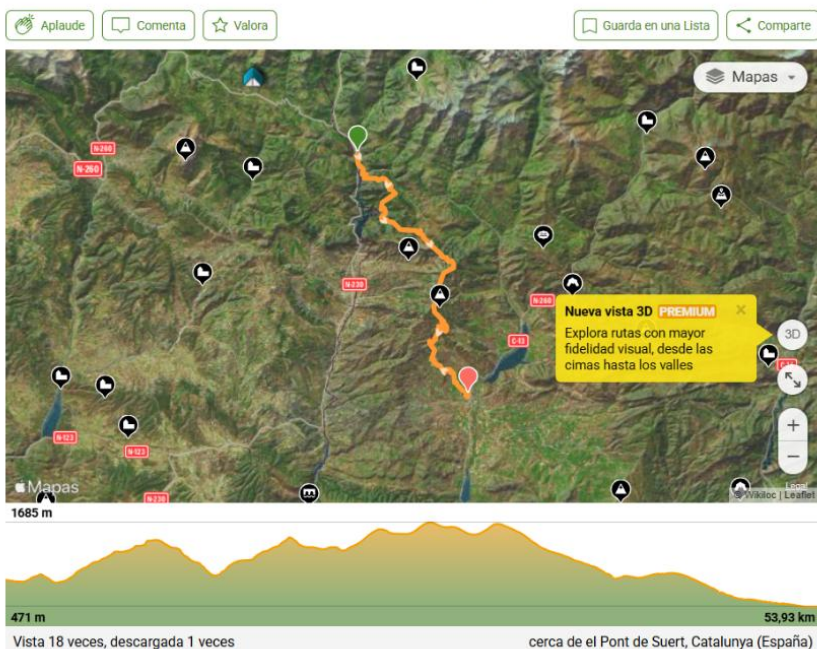 Aplaude
Comenta
Valora
Guarda en una Lista
Comparte
Mapas
N-260
N-260
N-230
N-260
C-13
Nueva vista 3D PREMIUM
Explora rutas con mayor
fidelidad visual, desde las
cimas hasta los valles
3D
N-123
N-123
N-230
Mapas
Legal
© Wikiloc | Leaflet
1685 m
471 m
53,93 km
Vista 18 veces, descargada 1 veces
cerca de el Pont de Suert, Catalunya (España)